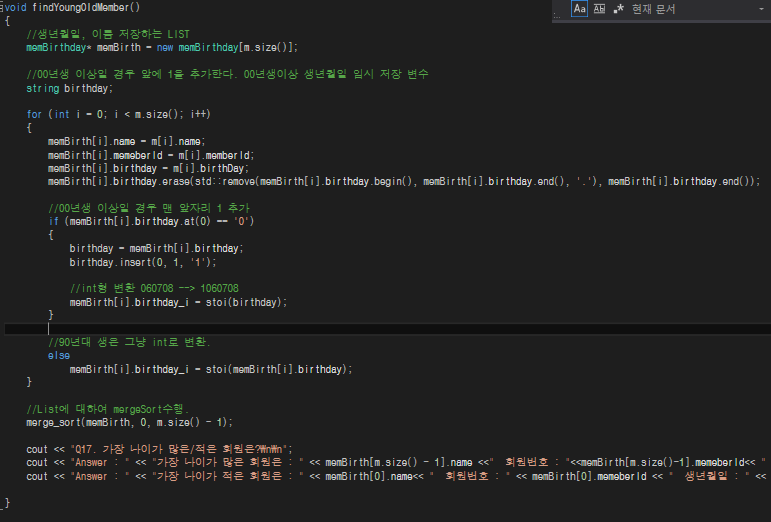 void findYoungOldMember()
Aa Ab .* 현재 문서
{
//생년월일, 이름 저장하는 LIST
memBirthday* memBirth = new memBirthday[m.size()];
//00년생 이상일 경우 앞에 1을 추가한다. 00년생이상 생년월일 임시 저장 변수
string birthday;
for (int i = 0; i < m.size(); i++)
{
memBirth[i].name = m[i].name;
memBirth[i].memeberId = m[i].memberId;
memBirth[i].birthday = m[i].birthDay;
memBirth[i].birthday.erase(std::remove(memBirth[i].birthday.begin(), memBirth[i].birthday.end(), '.'), memBirth[i].birthday.end());
//00년생 이상일 경우 맨 앞자리 1 추가
if (memBirth[i].birthday.at(0) == '0')
{
birthday = memBirth[i].birthday;
birthday.insert(0, 1, '1');
//int형 변환 060708 --> 1060708
memBirth[i].birthday_i = stoi(birthday);
}
//90년대 생은 그냥 int로 변환.
else
memBirth[i].birthday_i = stoi(memBirth[i].birthday);
}
//List에 대하여 mergeSort수행.
merge_sort(memBirth, 0, m.size() - 1);
cout << "Q17. 가장 나이가 많은/적은 회원은?₩n₩n";
cout << "Answer : " << "가장 나이가 많은 회원은 : " << memBirth[m.size() - 1].name <<" 회원번호 : "<<memBirth[m.size()-1].memeberId<< "
cout << "Answer : " << "가장 나이가 적은 회원은 : " << memBirth[0].name<< " 회원번호 : " << memBirth[0].memeberId << " 생년월일 : " <<
}